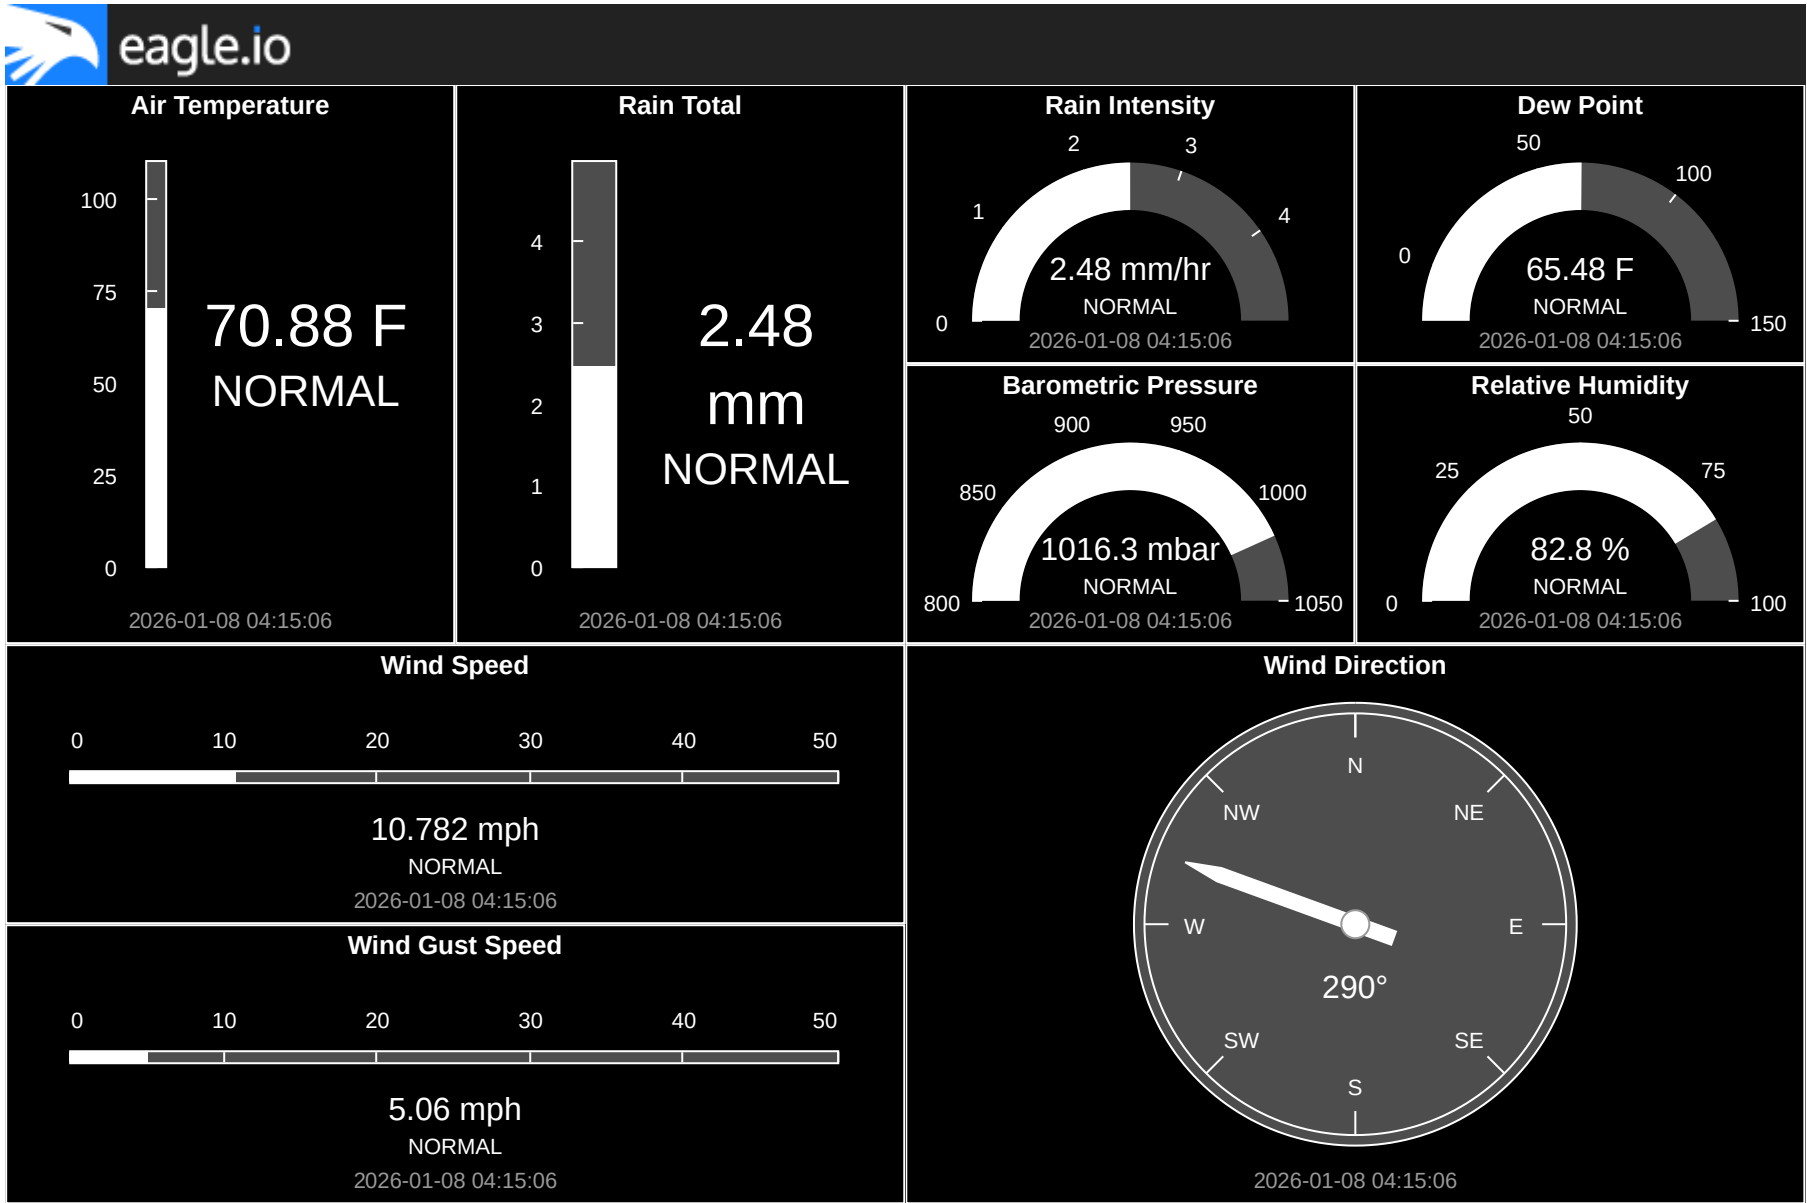 eagle.io
Air Temperature
100
75
50
25
0
70.88 F
NORMAL
2026-01-08 04:15:06
Rain Total
4
3
2
1
0
2.48
mm
NORMAL
2026-01-08 04:15:06
Rain Intensity
0
1
2
3
4
2.48 mm/hr
NORMAL
2026-01-08 04:15:06
Dew Point
0
50
100
150
65.48 F
NORMAL
2026-01-08 04:15:06
Barometric Pressure
800
850
900
950
1000
1050
1016.3 mbar
NORMAL
2026-01-08 04:15:06
Relative Humidity
0
25
50
75
100
82.8 %
NORMAL
2026-01-08 04:15:06
Wind Speed
0 10 20 30 40 50
10.782 mph
NORMAL
2026-01-08 04:15:06
Wind Gust Speed
0 10 20 30 40 50
5.06 mph
NORMAL
2026-01-08 04:15:06
Wind Direction
N
NW NE
W E
290°
SW SE
S
2026-01-08 04:15:06